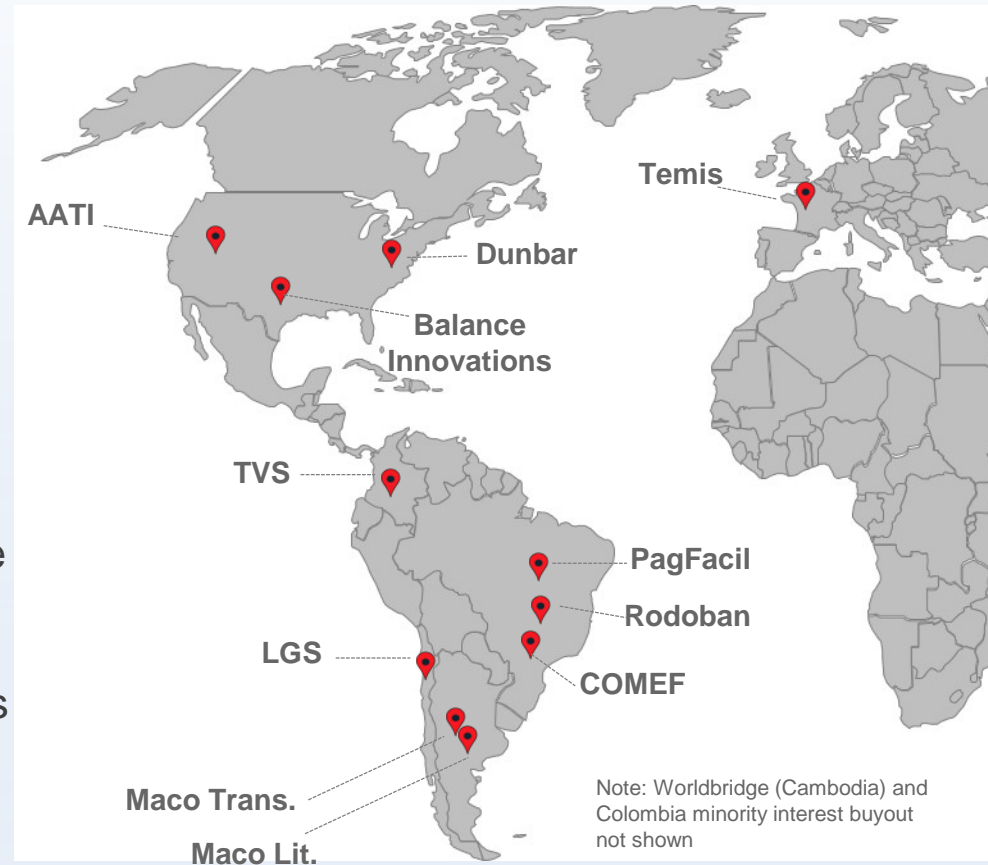 AATI
Temis
Dunbar
Balance
Innovations
TVS
e
PagFacil
Rodoban
LGS
COMEF
s
Maco Trans.
Maco Lit.
Note: Worldbridge (Cambodia) and
Colombia minority interest buyout
not shown